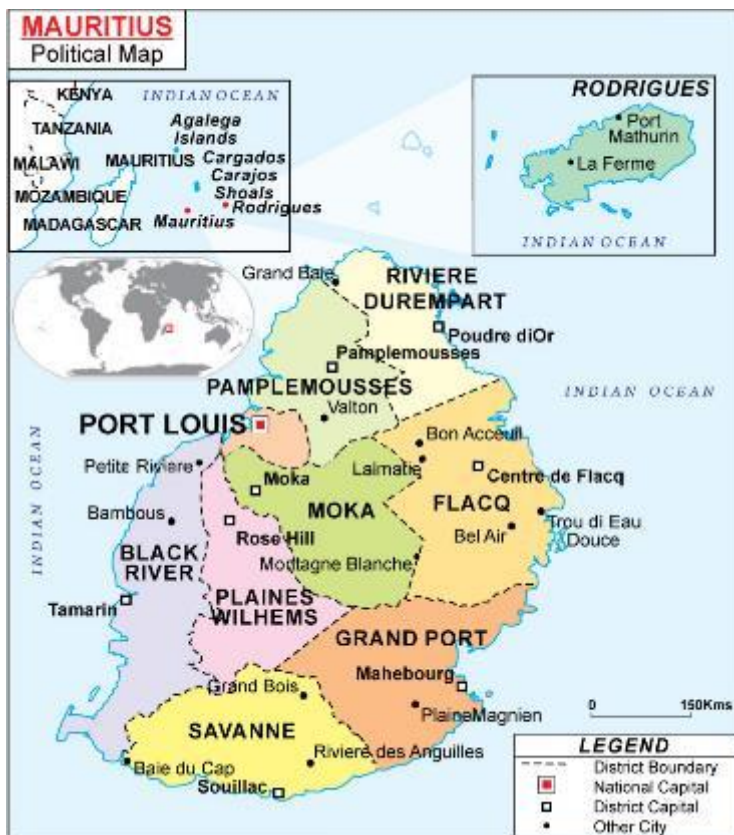 MAURITIUS
Political Map
KENYA
TANZANIA
MALAWI
MOZAMBIQUE
MADAGASCAR
INDIAN OCEAN
Agalega
Islands
MAURITIUS
Cargados
Carajos
Shoals
Rodrigues
Mauritius
RODRIGUES
Port
Mathurin
La Ferme
INDIAN OCEAN
Grand Baie
RIVIERE
DUREMPART
Poudre diOr
Pamplemousses
PAMPLEMOUSSES
Valton
PORT LOUIS
INDIAN OCEAN
Bon Acceuil
Lalmatie
Centre de Flacq
Petite Riviere
Moka
MOKA
FLACQ
Bambous
Rose Hill
Bel Air
Trou di Eau
Douce
INDIAN OCEAN
BLACK
RIVER
Montagne Blanche
Tamarin
PLAINES
WILHEMS
GRAND PORT
Mahebourg
Grand Bois
PlaineMagnien
SAVANNE
Riviere des Anguilles
Baie du Cap
Souillac
0 150Kms
LEGEND
District Boundary
National Capital
District Capital
Other City